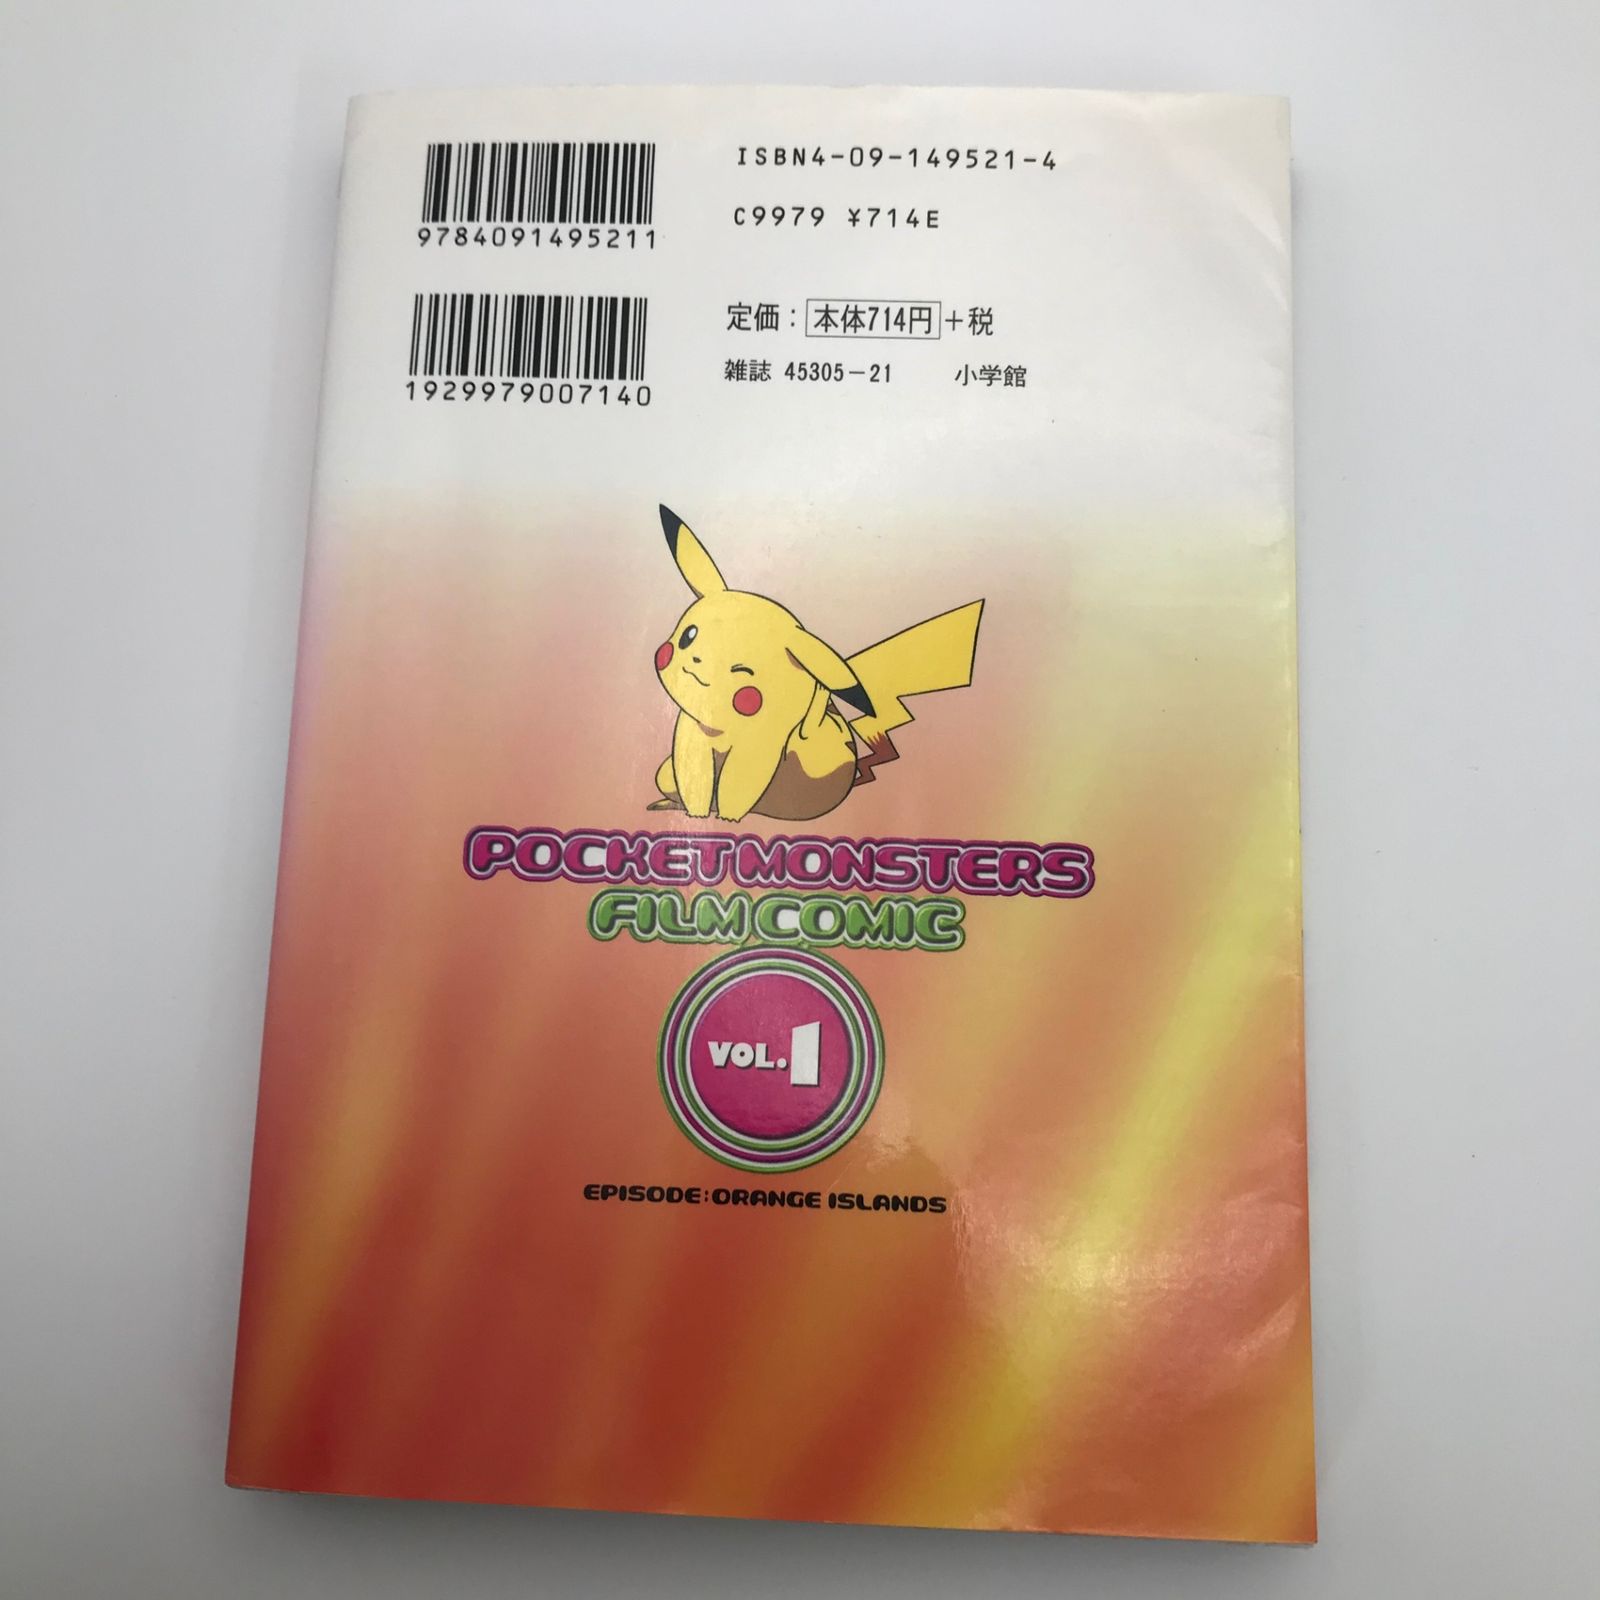 ISBN4-09-149521-4
C9979 ¥714E
9784091495211
定価：本体714円+税
雑誌 45305-21 小学館
1929979007140
POCKET MONSTERS
FILM COMIC
VOL.1
EPISODE:ORANGE ISLANDS